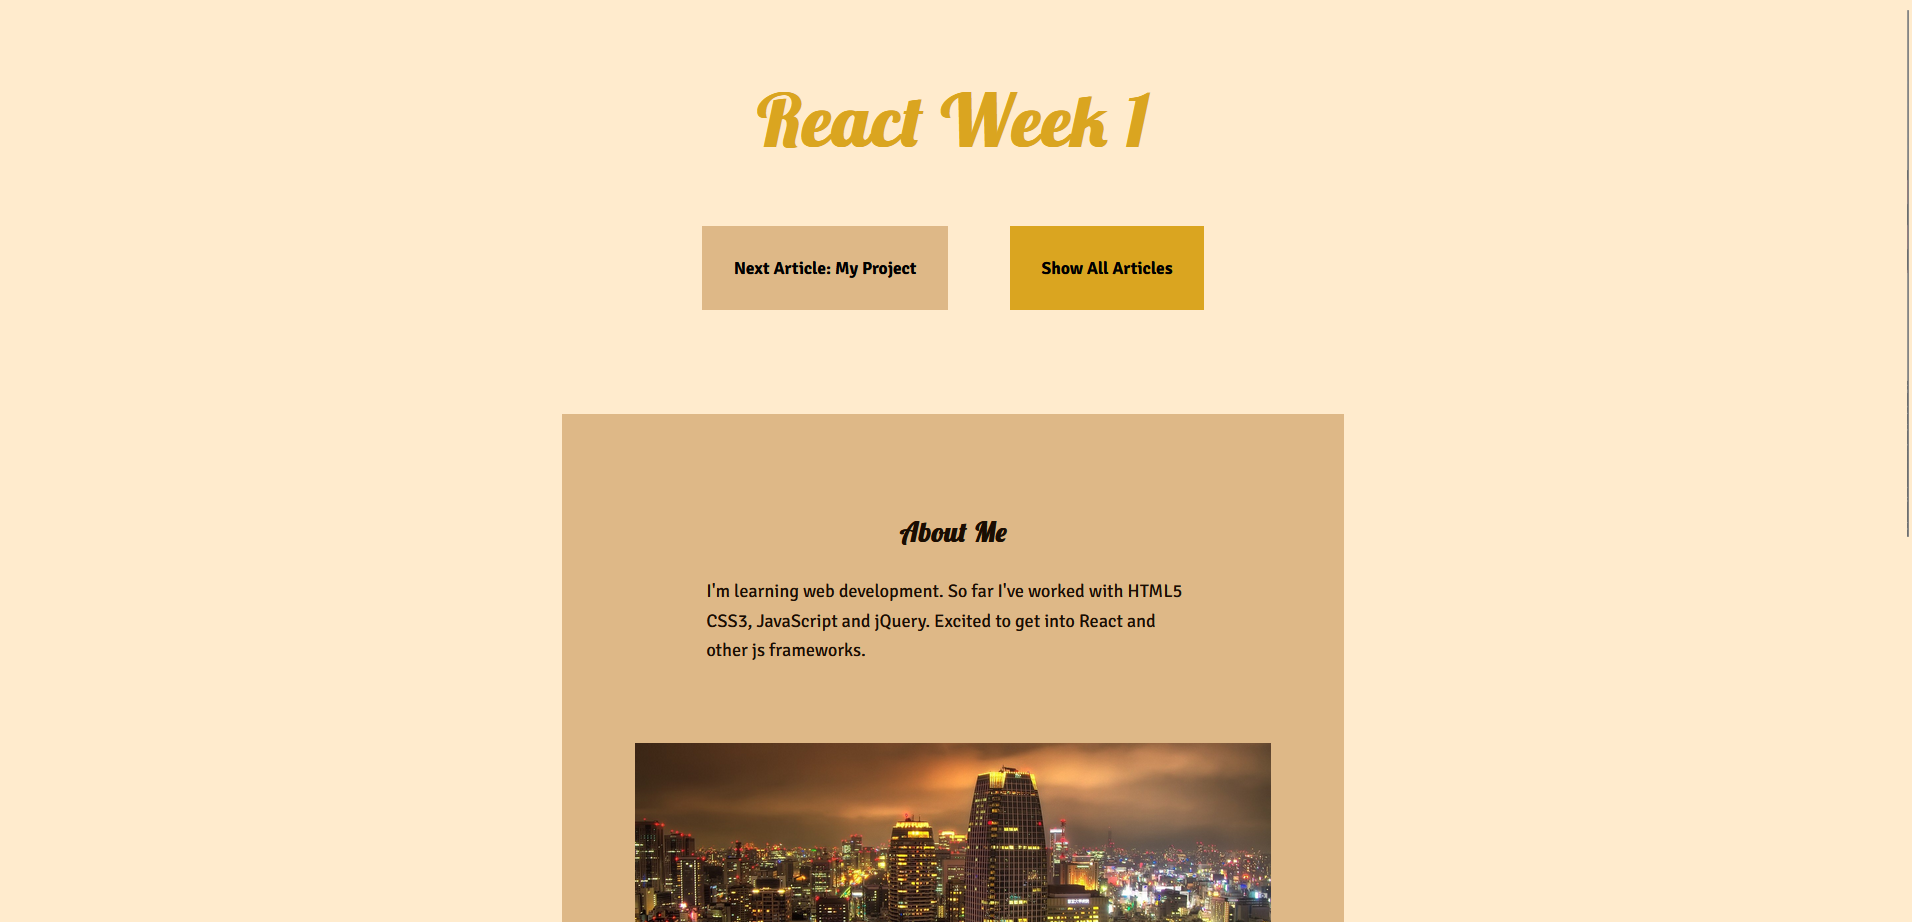 React Week 1
Next Article: My Project
Show All Articles
About Me
I'm learning web development. So far I've worked with HTML5
CSS3, JavaScript and jQuery. Excited to get into React and
other js frameworks.